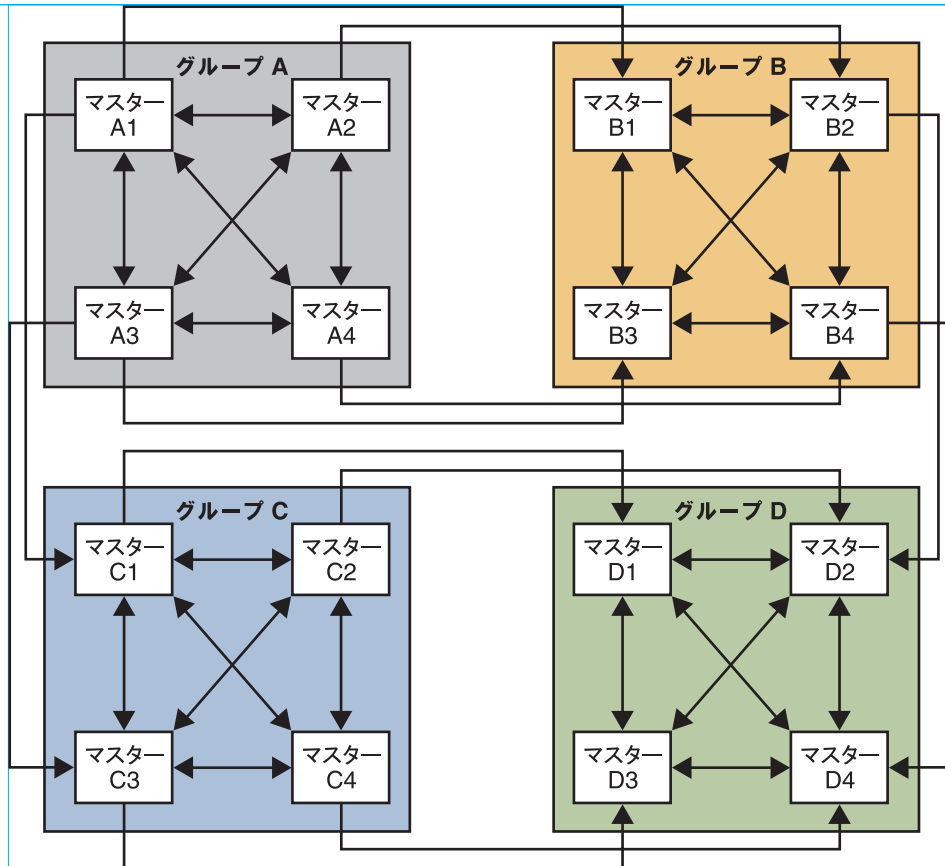 グループ A
グループ B
マスター
A1
マスター
A2
マスター
B1
マスター
B2
マスター
A3
マスター
A4
マスター
B3
マスター
B4
グループ C
グループ D
マスター
C1
マスター
C2
マスター
D1
マスター
D2
マスター
C3
マスター
C4
マスター
D3
マスター
D4